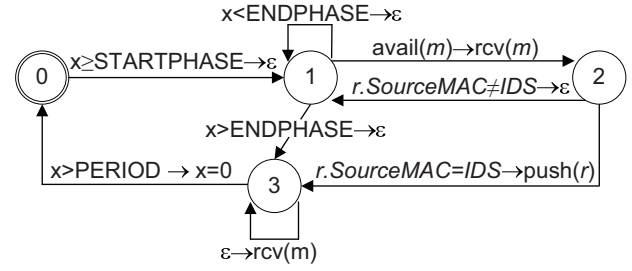 x<ENDPHASE→ε
avail(m)→rcv(m)
0
x≥STARTPHASE→ε
1
2
r.SourceMAC≠IDS→ε
x>ENDPHASE→ε
x>PERIOD → x=0
3
r.SourceMAC=IDS→push(r)
ε→rcv(m)